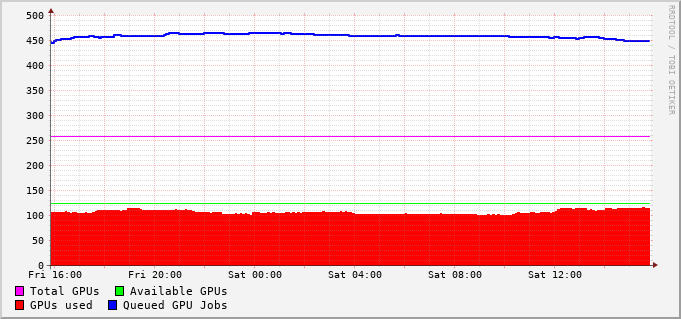 500
450
400
350
300
250
200
150
100
50
0
Fri 16:00 Fri 20:00 Sat 00:00 Sat 04:00 Sat 08:00 Sat 12:00
Total GPUs Available GPUs
GPUs used Queued GPU Jobs
RRDTOOL / TOBI OETIKER